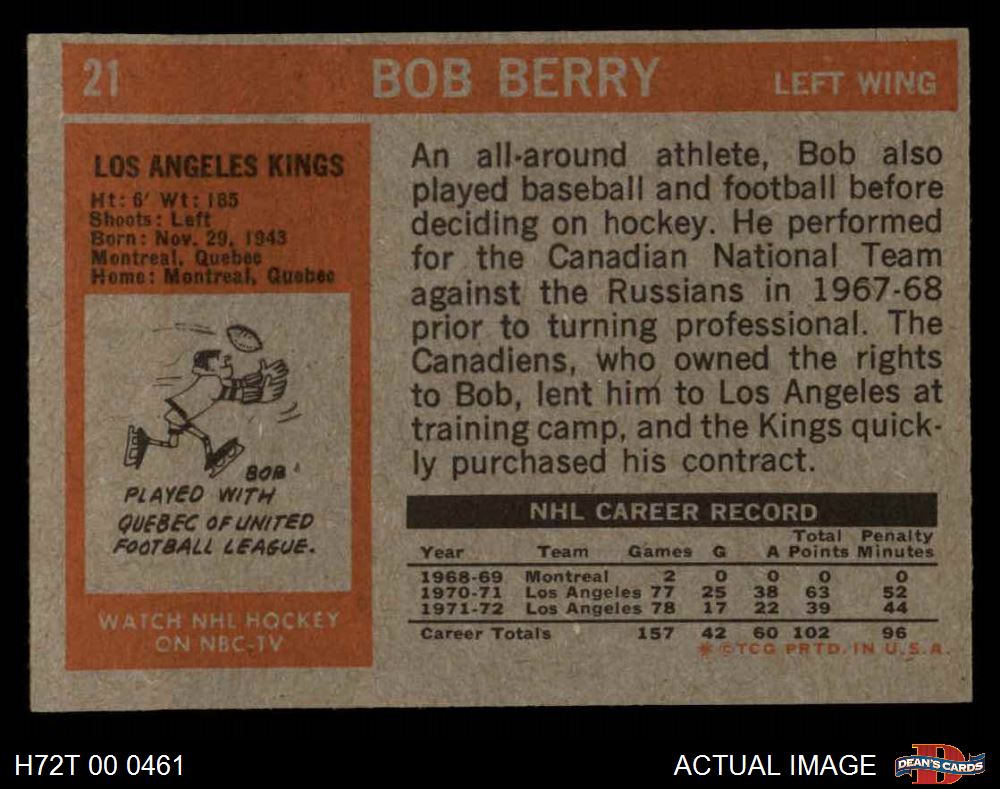 21 BOB BERRY LEFT WING
LOS ANGELES KINGS
Ht: 6' Wt: 185
Shoots: Left
Born: Nov. 29, 1943
Montreal, Quebec
Home: Montreal, Quebec
BOB
PLAYED WITH
QUEBEC OF UNITED
FOOTBALL LEAGUE.
WATCH NHL HOCKEY
ON NBC-TV
An all-around athlete, Bob also
played baseball and football before
deciding on hockey. He performed
for the Canadian National Team
against the Russians in 1967-68
prior to turning professional. The
Canadiens, who owned the rights
to Bob, lent him to Los Angeles at
training camp, and the Kings quick-
ly purchased his contract.
NHL CAREER RECORD
Total Penalty
Year Team Games G A Points Minutes
1968-69 Montreal 2 0 0 0 0
1970-71 Los Angeles 77 25 38 63 52
1971-72 Los Angeles 78 17 22 39 44
Career Totals 157 42 60 102 96
* ©TCG PRTD. IN U.S.A.
H72T 00 0461 ACTUAL IMAGE
DEAN'S CARDS